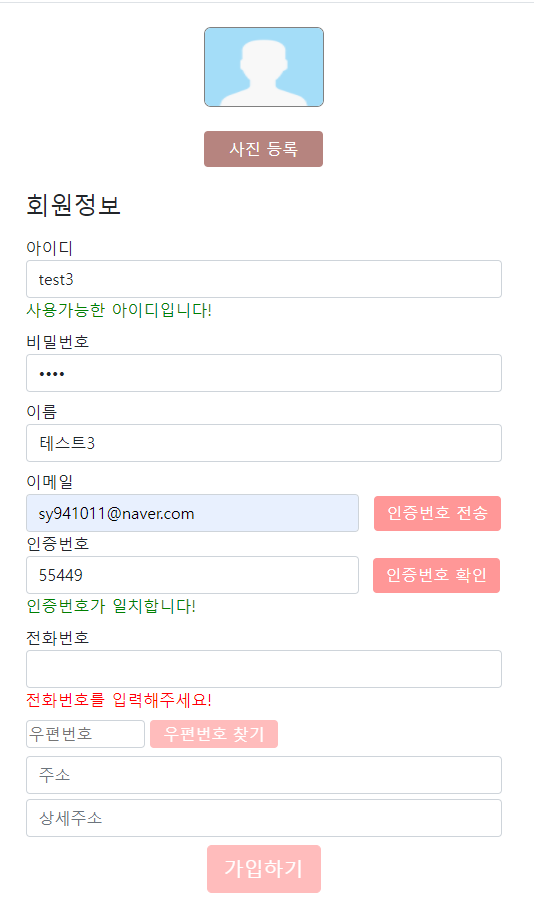 사진 등록
회원정보
아이디
test3
사용가능한 아이디입니다!
비밀번호
••••
이름
테스트3
이메일
sy941011@naver.com 인증번호 전송
인증번호
55449 인증번호 확인
인증번호가 일치합니다!
전화번호
전화번호를 입력해주세요!
우편번호 우편번호 찾기
주소
상세주소
가입하기